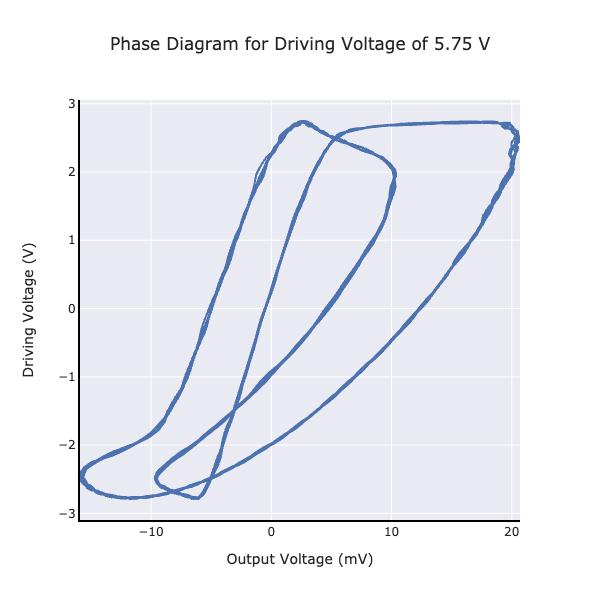 Phase Diagram for Driving Voltage of 5.75 V
3
2
1
0
−1
−2
−3
Driving Voltage (V)
−10 0 10 20
Output Voltage (mV)